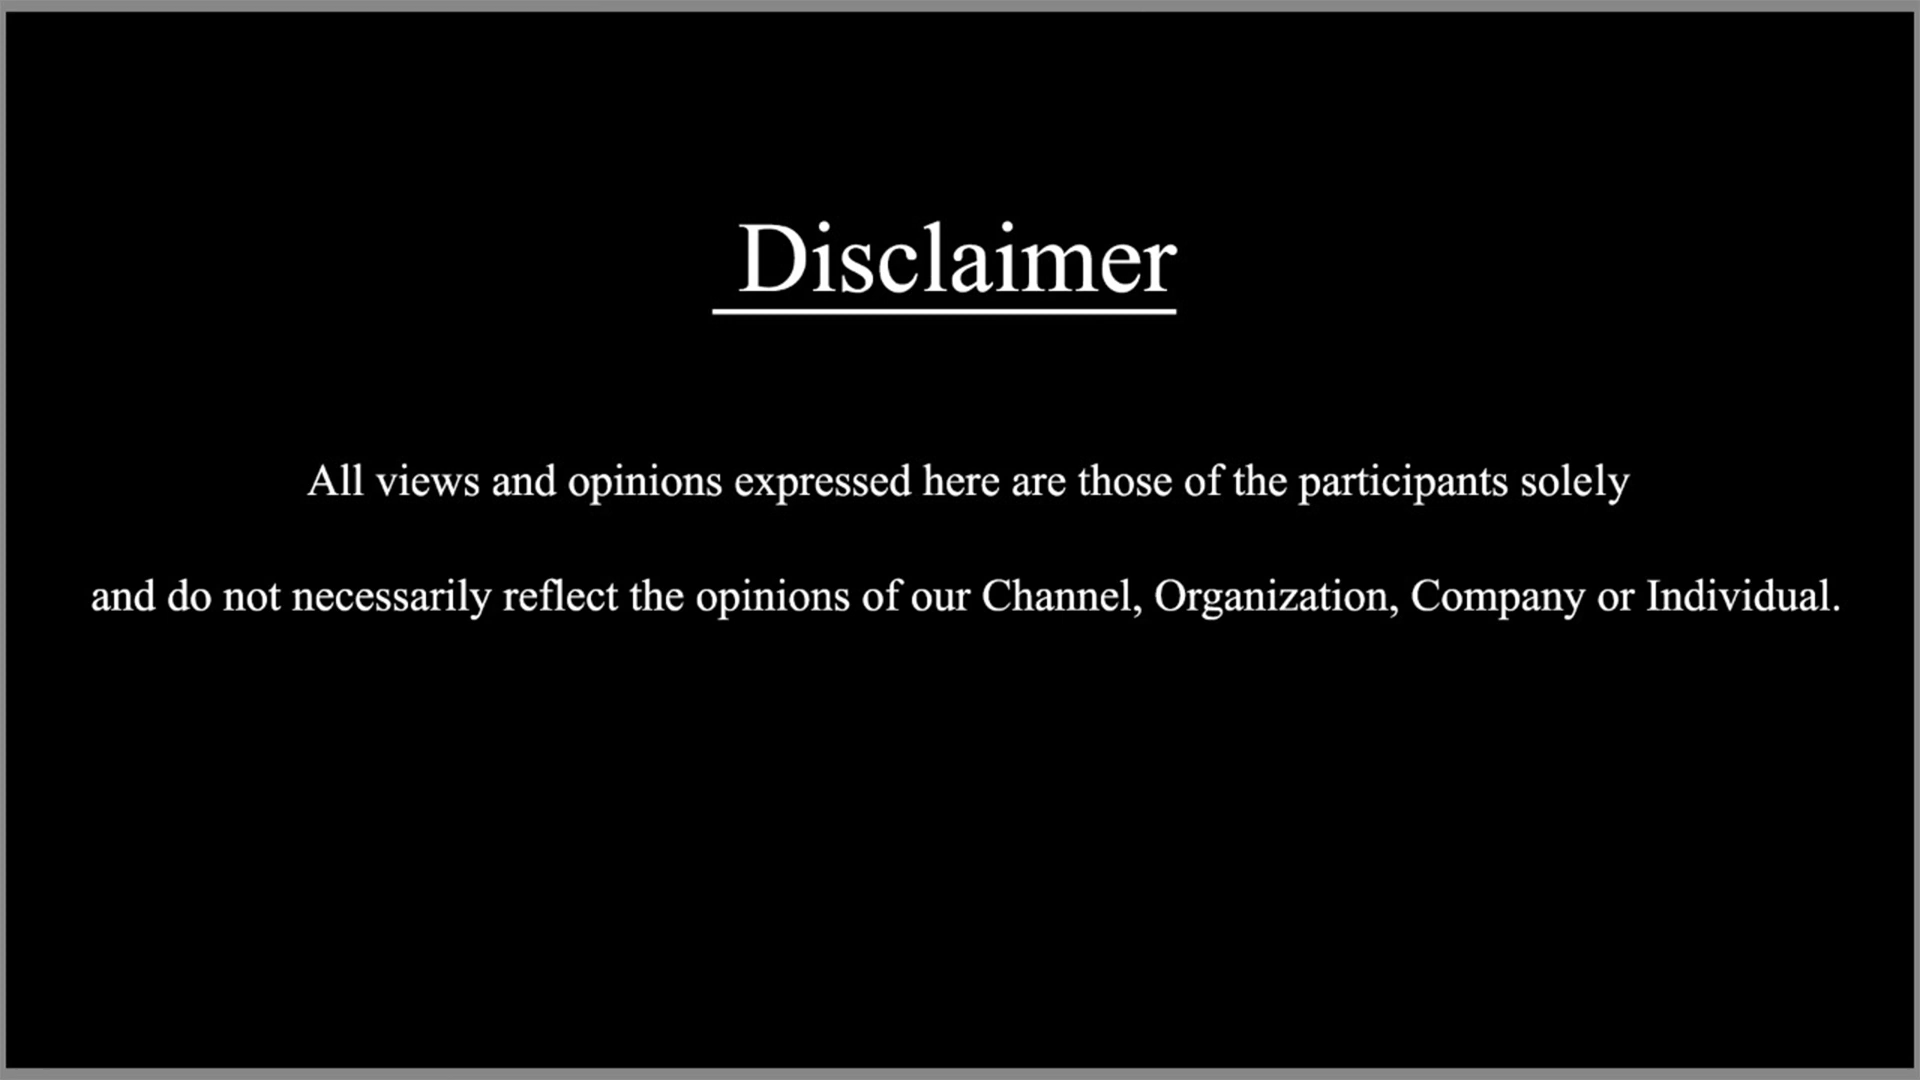 Disclaimer
All views and opinions expressed here are those of the participants solely
and do not necessarily reflect the opinions of our Channel, Organization, Company or Individual.